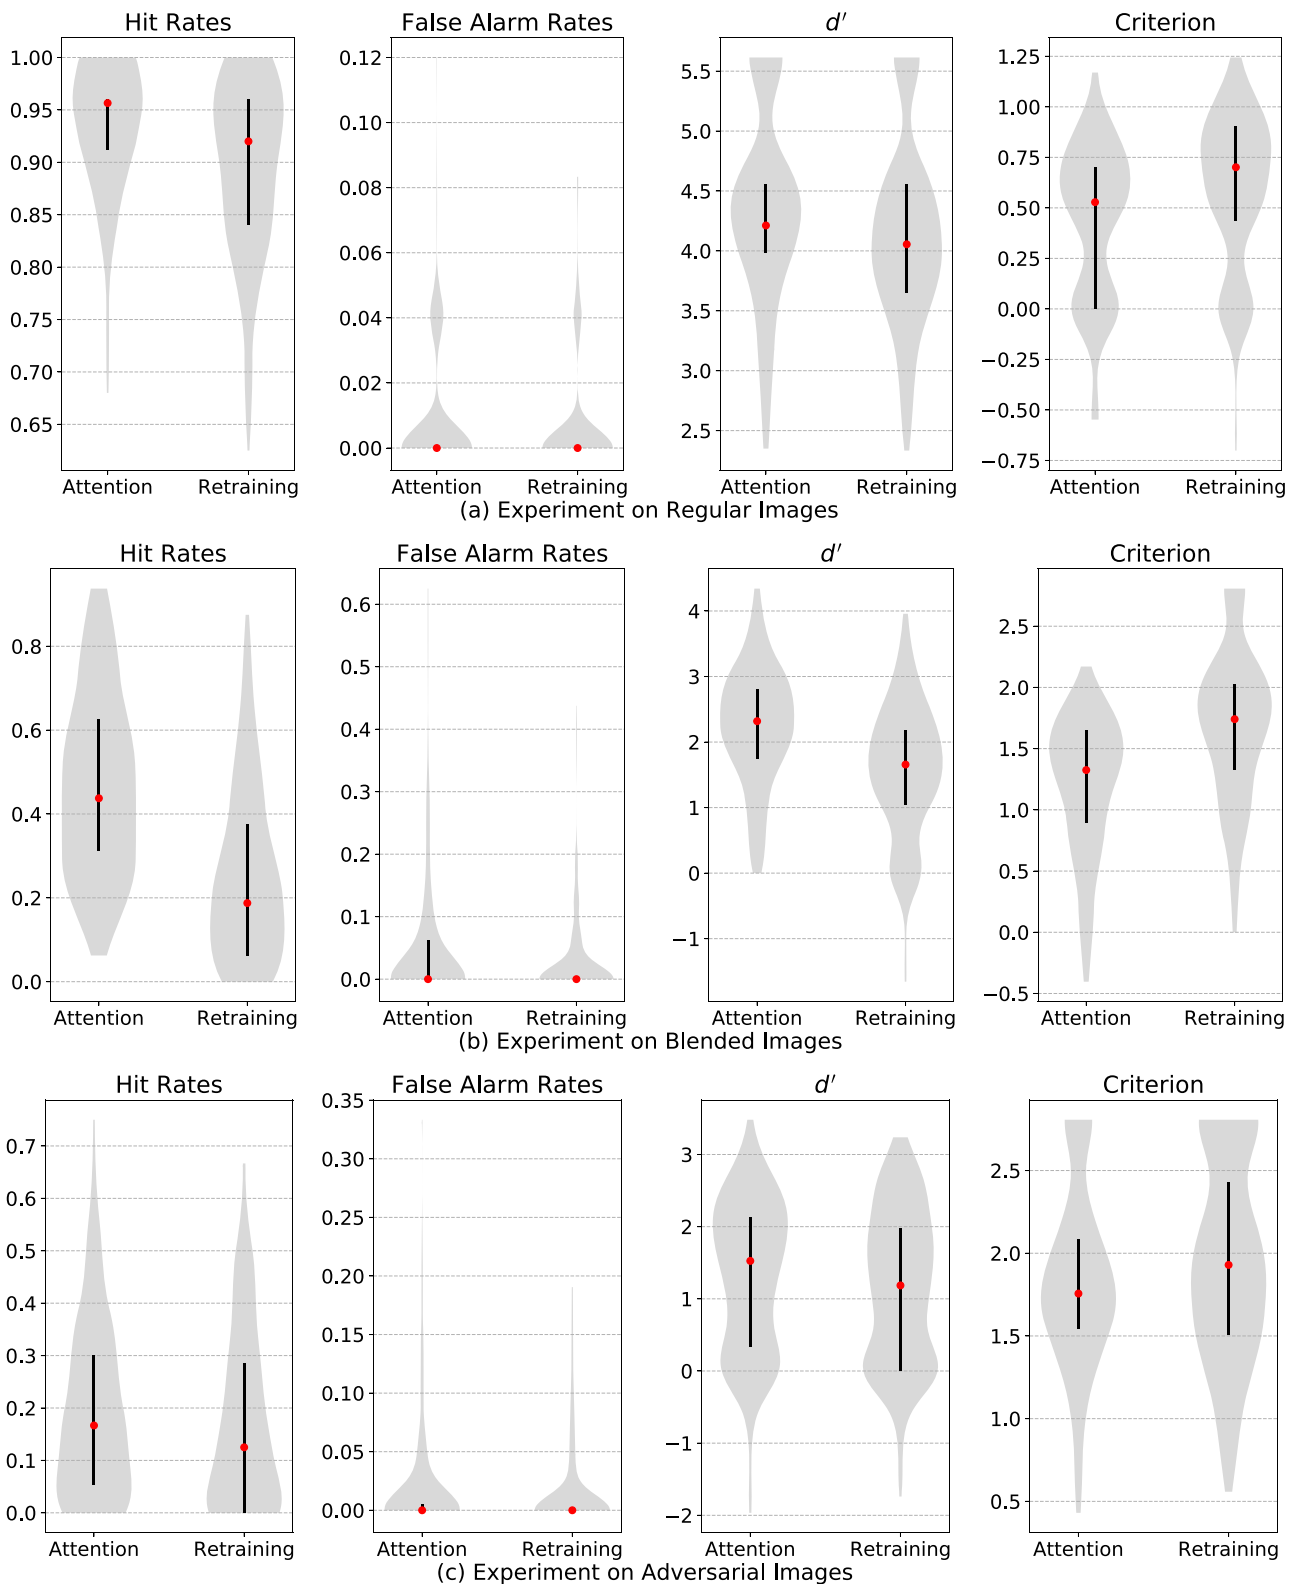 Hit Rates False Alarm Rates d′ Criterion
1.00 0.95 0.90 0.85 0.80 0.75 0.70 0.65
0.12 0.10 0.08 0.06 0.04 0.02 0.00
5.5 5.0 4.5 4.0 3.5 3.0 2.5
1.25 1.00 0.75 0.50 0.25 0.00 −0.25 −0.50 −0.75
Attention Retraining Attention Retraining Attention Retraining Attention Retraining
(a) Experiment on Regular Images
Hit Rates False Alarm Rates d′ Criterion
0.8 0.6 0.4 0.2 0.0
0.6 0.5 0.4 0.3 0.2 0.1 0.0
4 3 2 1 0 −1
2.5 2.0 1.5 1.0 0.5 0.0 −0.5
Attention Retraining Attention Retraining Attention Retraining Attention Retraining
(b) Experiment on Blended Images
Hit Rates False Alarm Rates d′ Criterion
0.7 0.6 0.5 0.4 0.3 0.2 0.1 0.0
0.35 0.30 0.25 0.20 0.15 0.10 0.05 0.00
3 2 1 0 −1 −2
2.5 2.0 1.5 1.0 0.5
Attention Retraining Attention Retraining Attention Retraining Attention Retraining
(c) Experiment on Adversarial Images